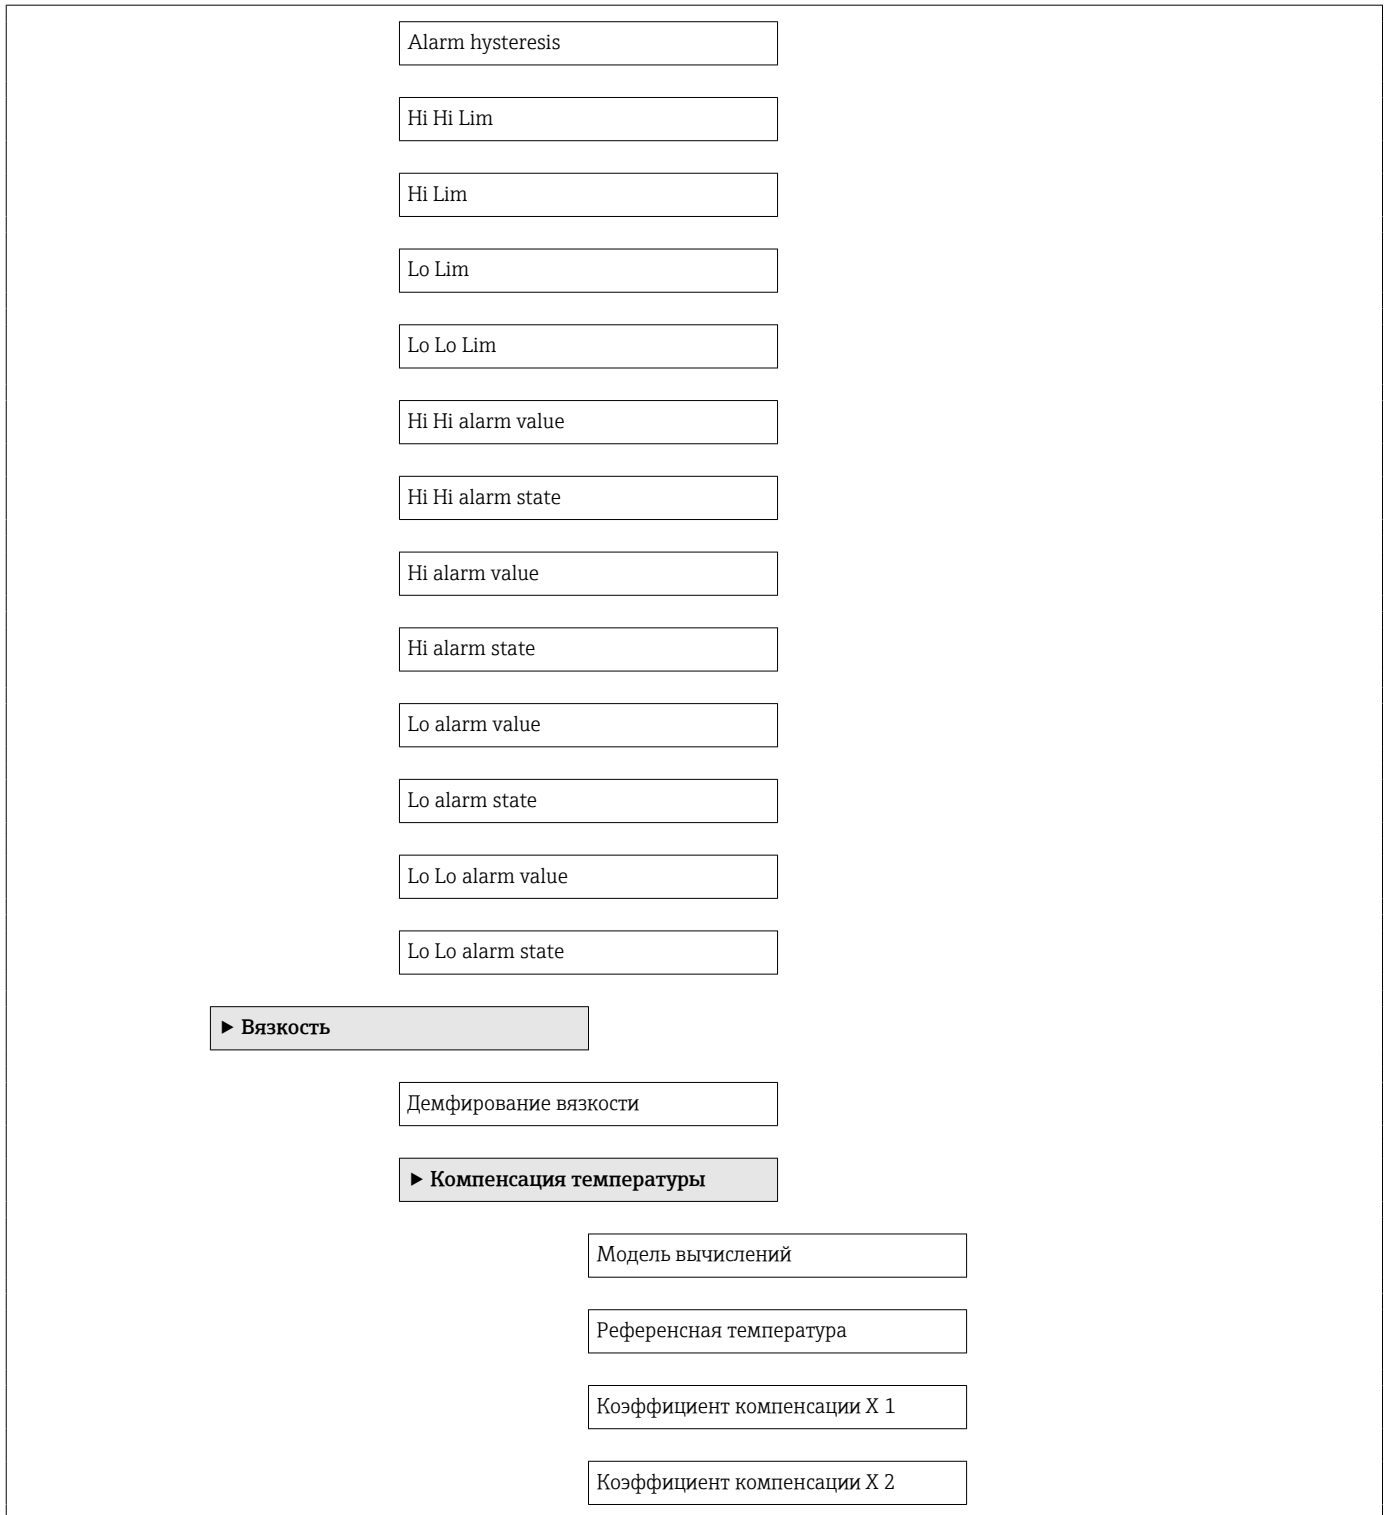 Alarm hysteresis
Hi Hi Lim
Hi Lim
Lo Lim
Lo Lo Lim
Hi Hi alarm value
Hi Hi alarm state
Hi alarm value
Hi alarm state
Lo alarm value
Lo alarm state
Lo Lo alarm value
Lo Lo alarm state
▶ Вязкость
Демфирование вязкости
▶ Компенсация температуры
Модель вычислений
Референсная температура
Коэффициент компенсации X 1
Коэффициент компенсации X 2